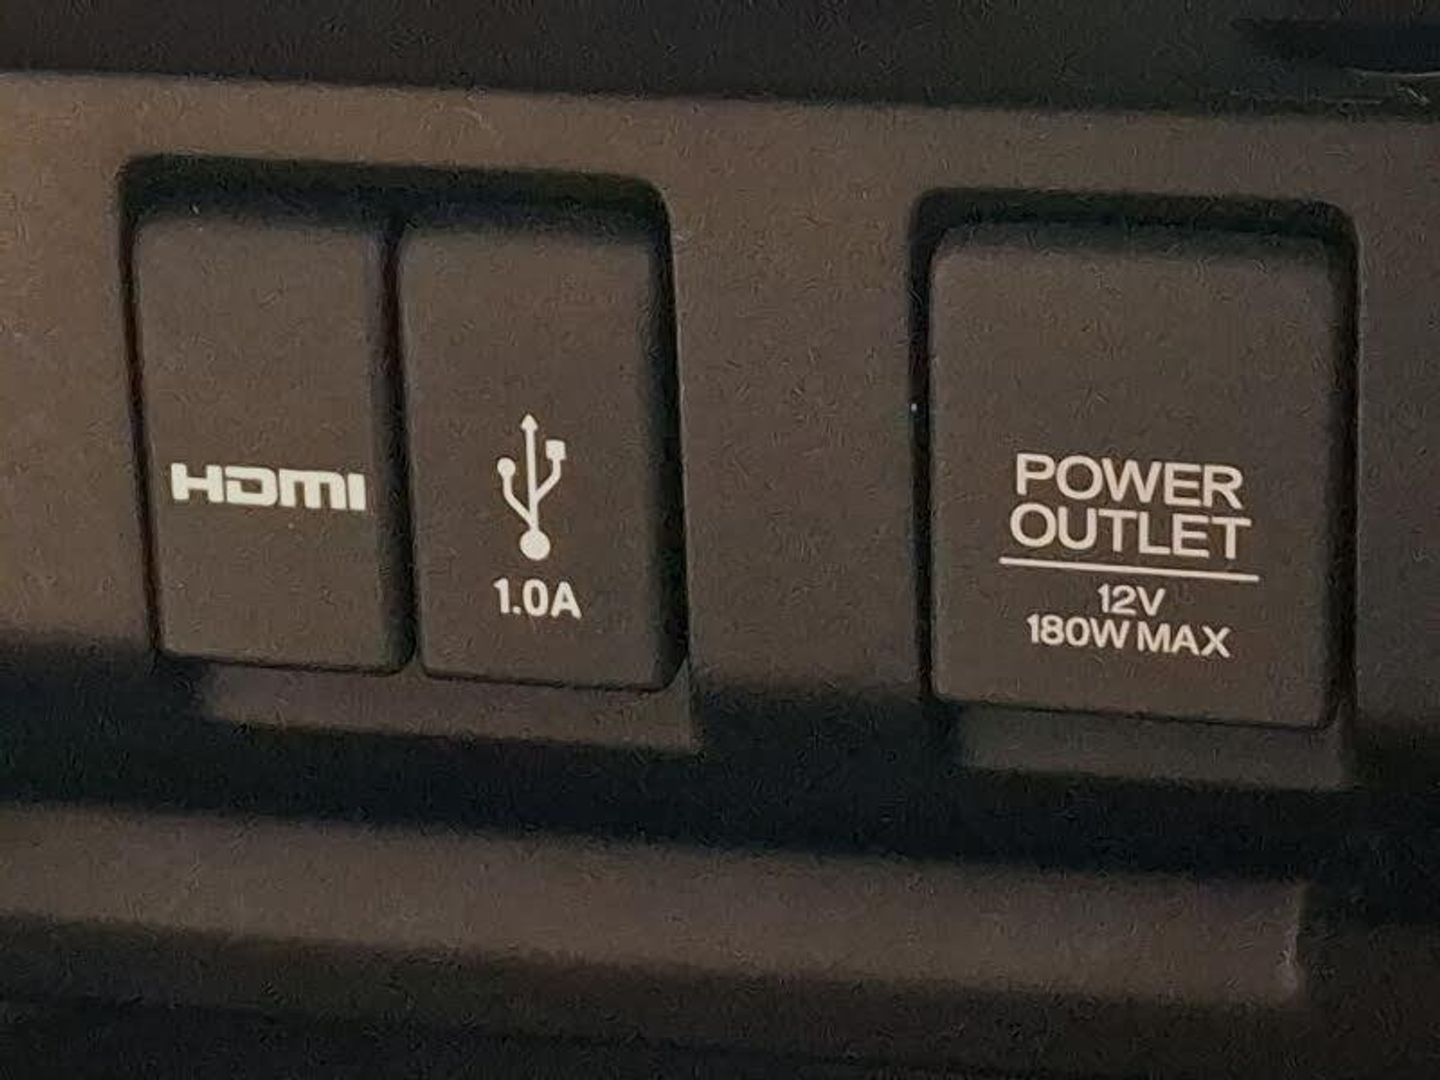 HDMI
1.0A
POWER
OUTLET
12V
180W MAX